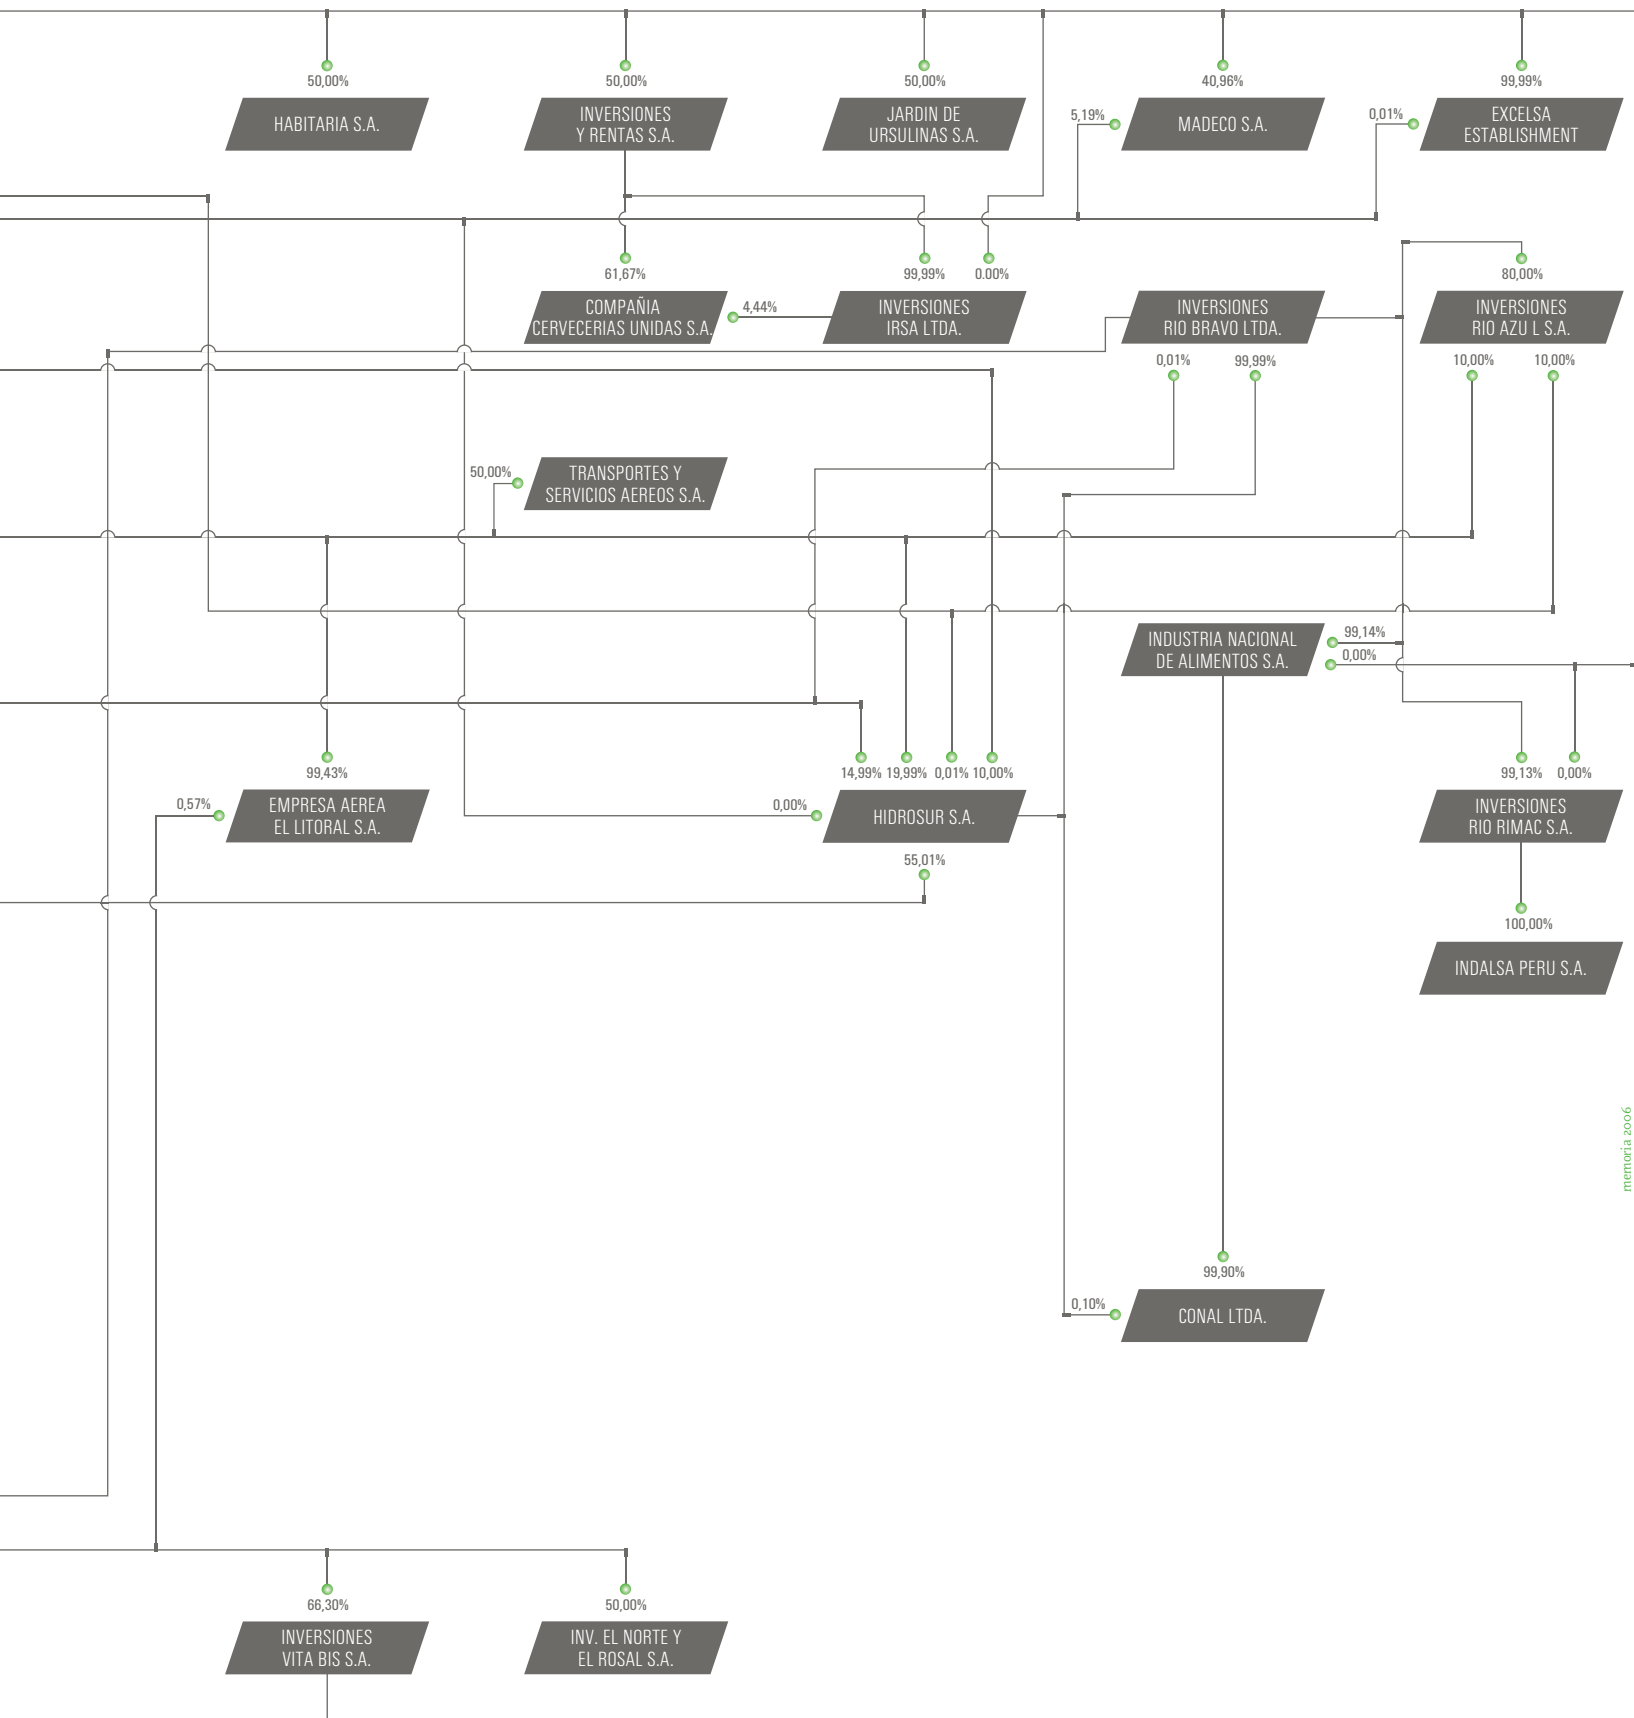 50,00%
50,00%
50,00%
40,96%
99,99%
HABITARIA S.A.
INVERSIONES
Y RENTAS S.A.
JARDIN DE
URSULINAS S.A.
5,19%
MADECO S.A.
0,01%
EXCELSA
ESTABLISHMENT
61,67%
99,99%
0.00%
80,00%
COMPAÑIA
CERVECERIAS UNIDAS S.A.
4,44%
INVERSIONES
IRSA LTDA.
INVERSIONES
RIO BRAVO LTDA.
INVERSIONES
RIO AZU L S.A.
0,01%
99,99%
10,00%
10,00%
50,00%
TRANSPORTES Y
SERVICIOS AEREOS S.A.
INDUSTRIA NACIONAL
DE ALIMENTOS S.A.
99,14%
0,00%
99,43%
14,99%
19,99%
0,01%
10,00%
99,13%
0,00%
0,57%
EMPRESA AEREA
EL LITORAL S.A.
0,00%
HIDROSUR S.A.
INVERSIONES
RIO RIMAC S.A.
55,01%
100,00%
INDALSA PERU S.A.
memoria 2006
99,90%
0,10%
CONAL LTDA.
66,30%
50,00%
INVERSIONES
VITA BIS S.A.
INV. EL NORTE Y
EL ROSAL S.A.